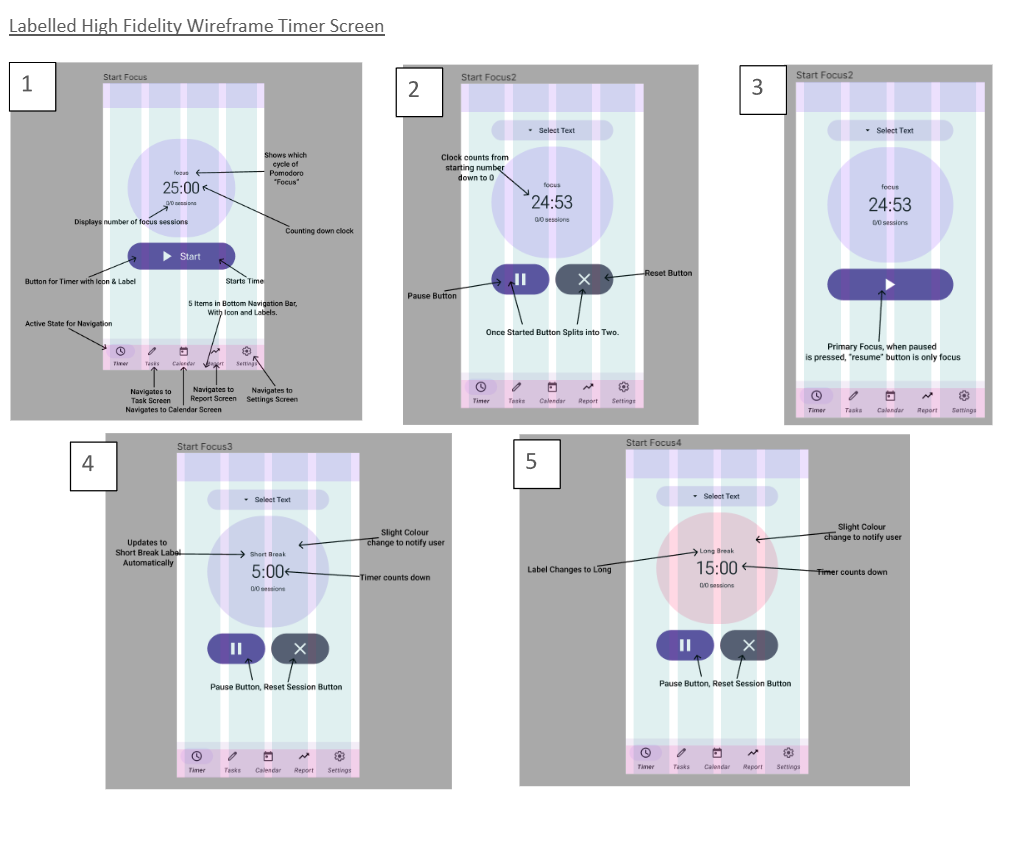 Labelled High Fidelity Wireframe Timer Screen
1
Start Focus
Shows which
cycle of
Pomodoro
"Focus"
focus
25:00
0/0 sessions
Displays number of focus sessions
Counting down clock
Start
Button for Timer with Icon & Label
Starts Time
5 Items in Bottom Navigation Bar,
With Icon and Labels.
Active State for Navigation
Timer
Tasks
Calendar
Report
Settings
Navigates to
Task Screen
Navigates to
Report Screen
Navigates to
Settings Screen
Navigates to Calendar Screen
2
Start Focus2
Select Text
Clock counts from
starting number
down to 0
focus
24:53
0/0 sessions
Reset Button
Pause Button
Once Started Button Splits into Two.
Timer
Tasks
Calendar
Report
Settings
3
Start Focus2
Select Text
focus
24:53
0/0 sessions
Primary Focus, when paused
is pressed, "resume" button is only focus
Timer
Tasks
Calendar
Report
Settings
4
Start Focus3
Select Text
Updates to
Short Break Label
Automatically
Slight Colour
change to notify user
Short Break
5:00
0/0 sessions
Timer counts down
Pause Button, Reset Session Button
Timer
Tasks
Calendar
Report
Settings
5
Start Focus4
Select Text
Slight Colour
change to notify user
Long Break
Label Changes to Long
15:00
0/0 sessions
Timer counts down
Pause Button, Reset Session Button
Timer
Tasks
Calendar
Report
Settings